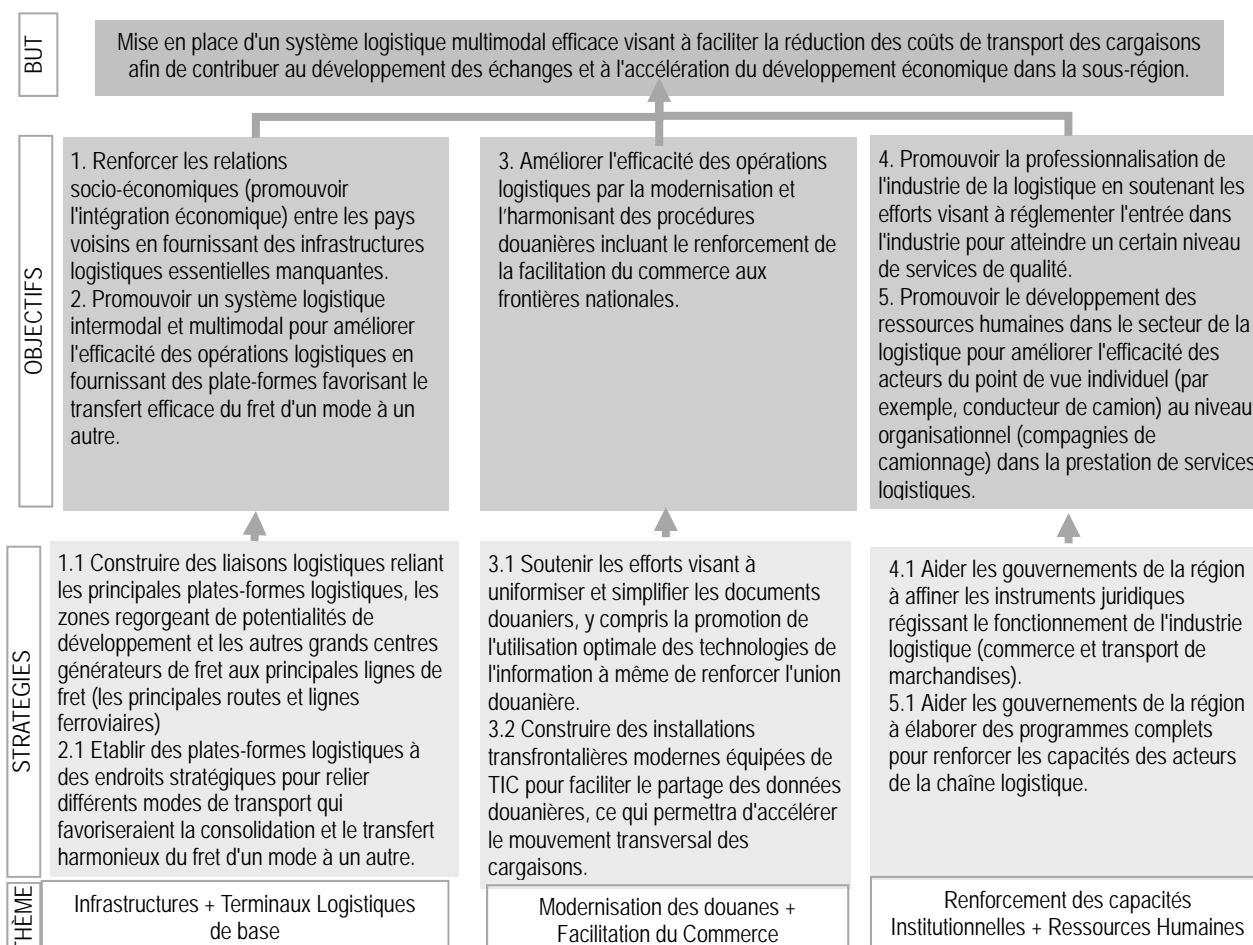 BUT
Mise en place d'un système logistique multimodal efficace visant à faciliter la réduction des coûts de transport des cargaisons
afin de contribuer au développement des échanges et à l'accélération du développement économique dans la sous-région.
OBJECTIFS
1. Renforcer les relations
socio-économiques (promouvoir
l'intégration économique) entre les pays
voisins en fournissant des infrastructures
logistiques essentielles manquantes.
2. Promouvoir un système logistique
intermodal et multimodal pour améliorer
l'efficacité des opérations logistiques en
fournissant des plate-formes favorisant le
transfert efficace du fret d'un mode à un
autre.
3. Améliorer l'efficacité des opérations
logistiques par la modernisation et
l'harmonisant des procédures
douanières incluant le renforcement de
la facilitation du commerce aux
frontières nationales.
4. Promouvoir la professionnalisation de
l'industrie de la logistique en soutenant les
efforts visant à réglementer l'entrée dans
l'industrie pour atteindre un certain niveau
de services de qualité.
5. Promouvoir le développement des
ressources humaines dans le secteur de la
logistique pour améliorer l'efficacité des
acteurs du point de vue individuel (par
exemple, conducteur de camion) au niveau
organisationnel (compagnies de
camionnage) dans la prestation de services
logistiques.
STRATEGIES
1.1 Construire des liaisons logistiques reliant
les principales plates-formes logistiques, les
zones regorgeant de potentialités de
développement et les autres grands centres
générateurs de fret aux principales lignes de
fret (les principales routes et lignes
ferroviaires)
2.1 Etablir des plates-formes logistiques à
des endroits stratégiques pour relier
différents modes de transport qui
favoriseraient la consolidation et le transfert
harmonieux du fret d'un mode à un autre.
3.1 Soutenir les efforts visant à
uniformiser et simplifier les documents
douaniers, y compris la promotion de
l'utilisation optimale des technologies de
l'information à même de renforcer l'union
douanière.
3.2 Construire des installations
transfrontalières modernes équipées de
TIC pour faciliter le partage des données
douanières, ce qui permettra d'accélérer
le mouvement transversal des
cargaisons.
4.1 Aider les gouvernements de la région
à affiner les instruments juridiques
régissant le fonctionnement de l'industrie
logistique (commerce et transport de
marchandises).
5.1 Aider les gouvernements de la région
à élaborer des programmes complets
pour renforcer les capacités des acteurs
de la chaîne logistique.
THÈME
Infrastructures + Terminaux Logistiques
de base
Modernisation des douanes +
Facilitation du Commerce
Renforcement des capacités
Institutionnelles + Ressources Humaines